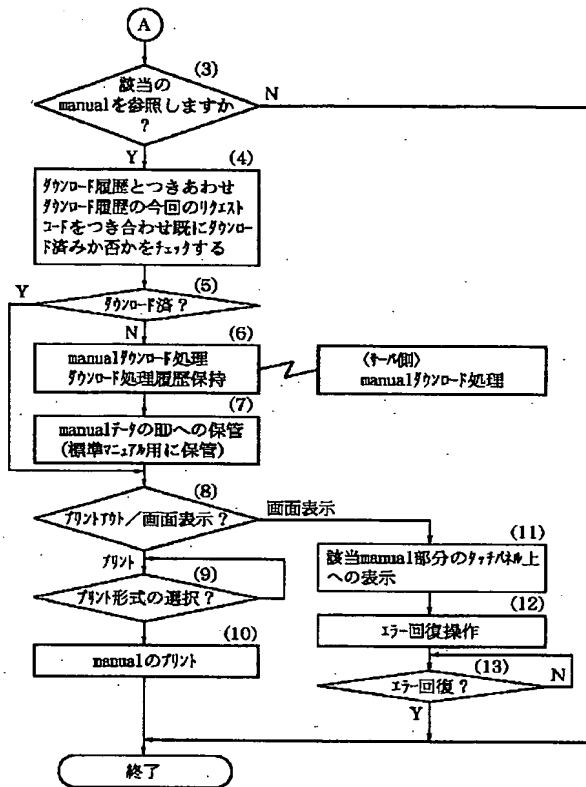 A
(3)
該当の
manualを参照しますか
?
N
Y
(4)
ダウンロード履歴とつきあわせ
ダウンロード履歴の今回のリクエスト
コードをつき合わせ既にダウンロー
ド済みか否かをチェックする
(5)
Y
ダウンロード済?
N
(6)
manualダウンロード処理
ダウンロード処理履歴保持
〈サーバ側〉
manualダウンロード処理
(7)
manualデータのHDへの保管
(標準マニュアル用に保管)
(8)
プリントアウト/画面表示?
画面表示
プリント
(9)
プリント形式の選択?
(10)
manualのプリント
(11)
該当manual部分のタッチパネル上
への表示
(12)
エラー回復操作
(13)
エラー回復?
N
Y
終了